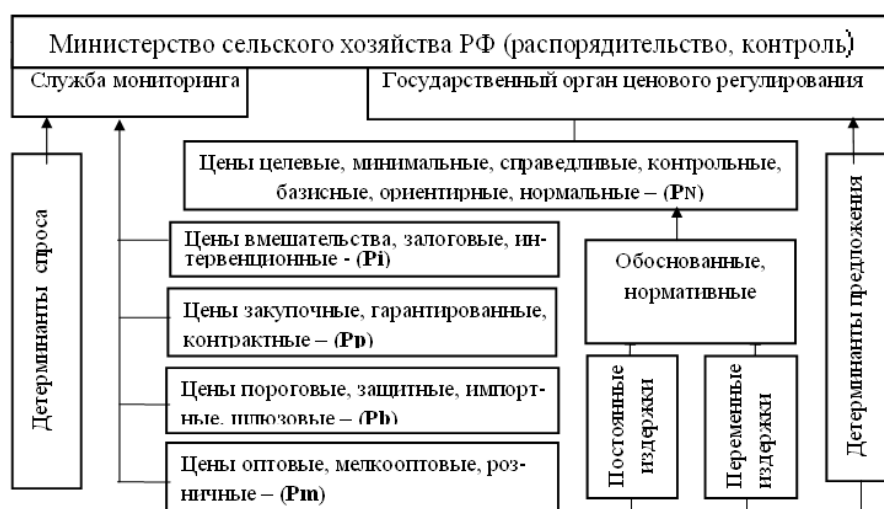 Министерство сельского хозяйства РФ (распорядительство, контроль)
Служба мониторинга
Государственный орган ценового регулирования
Цены целевые, минимальные, справедливые, контрольные,
базисные, ориентирные, нормальные – (PN)
Детерминанты спроса
Цены вмешательства, залоговые, ин-
тервенционные - (Pi)
Обоснованные,
нормативные
Детерминанты предложения
Цены закупочные, гарантированные,
контрактные – (Pp)
Цены пороговые, защитные, импорт-
ные, шлюзовые – (Pb)
Постоянные
издержки
Переменные
издержки
Цены оптовые, мелкооптовые, роз-
ничные – (Pm)